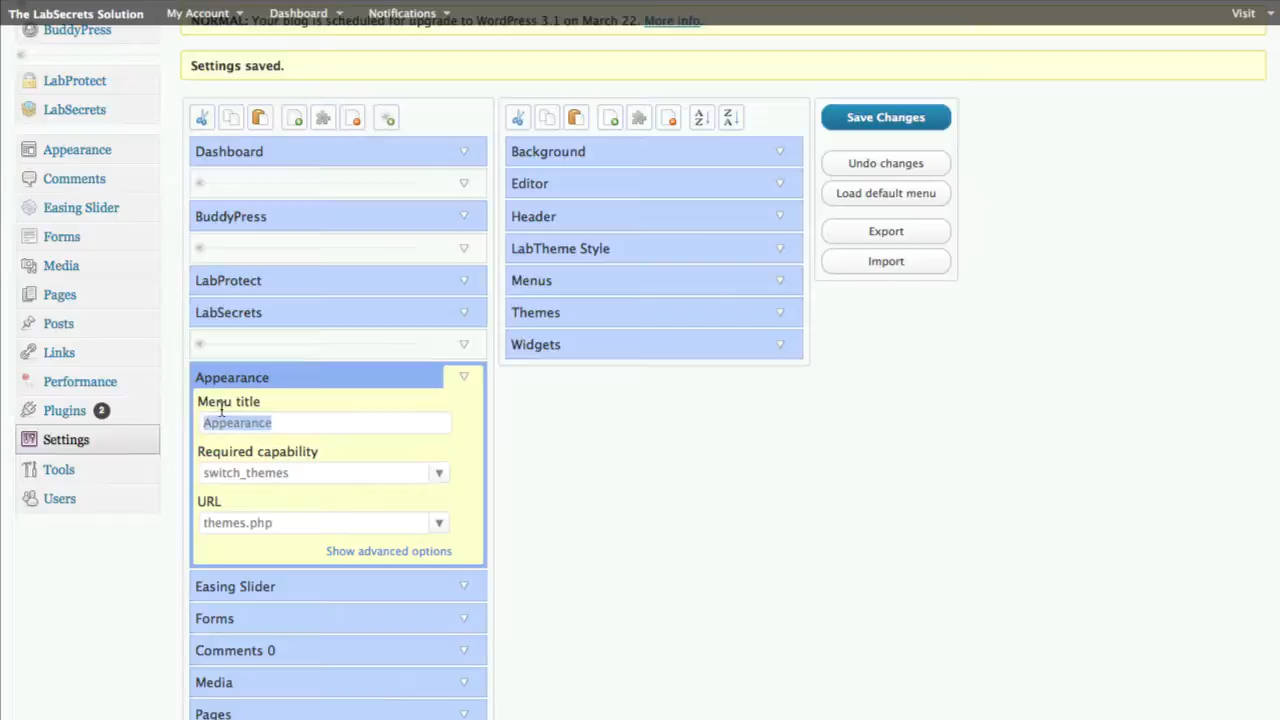 The LabSecrets Solution My Account Dashboard Notifications Visit
NORMAL: Your blog is scheduled for upgrade to WordPress 3.1 on March 22. More info.
Settings saved.
BuddyPress
LabProtect
LabSecrets
Appearance
Comments
Easing Slider
Forms
Media
Pages
Posts
Links
Performance
Plugins 2
Settings
Tools
Users
Dashboard
BuddyPress
LabProtect
LabSecrets
Appearance
Menu title
Appearance
Required capability
switch_themes
URL
themes.php
Show advanced options
Easing Slider
Forms
Comments 0
Media
Pages
A
Z
Z
A
Background
Editor
Header
LabTheme Style
Menus
Themes
Widgets
Save Changes
Undo changes
Load default menu
Export
Import